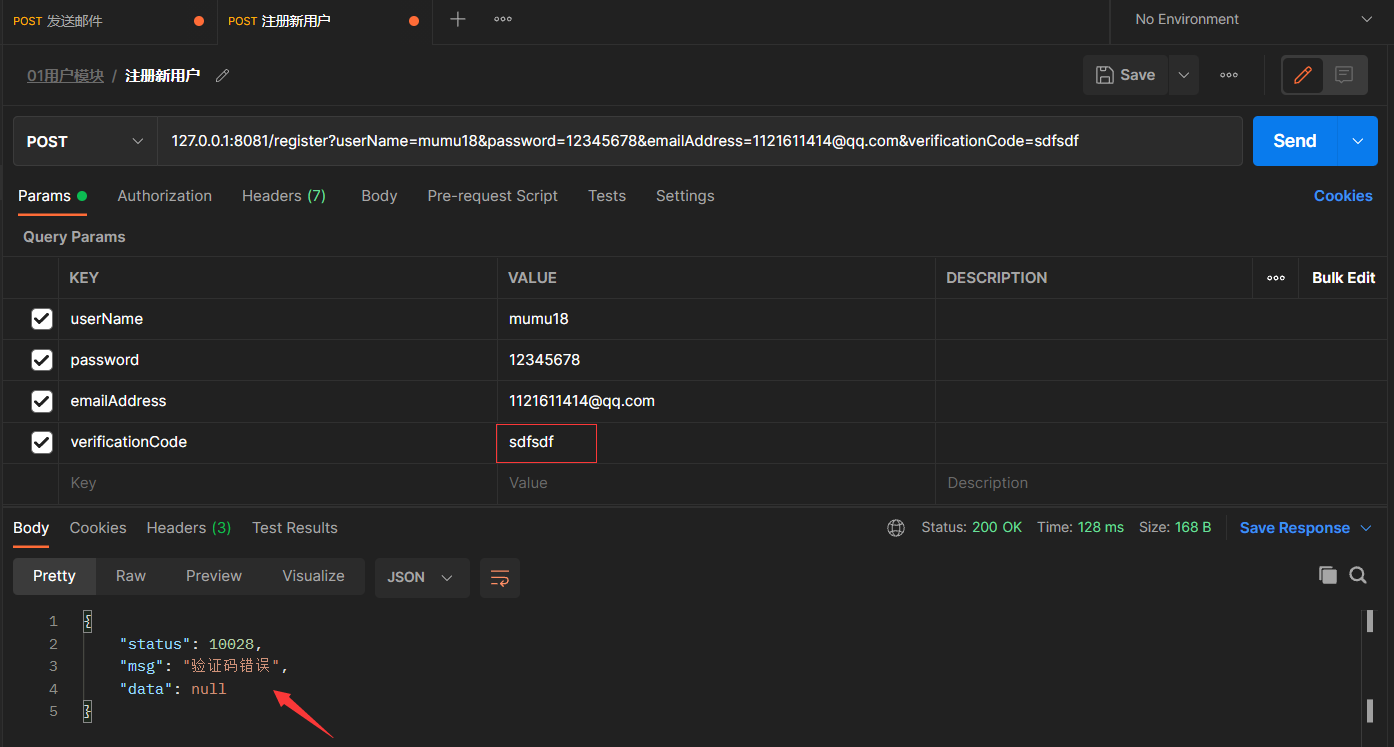 POST 发送邮件 POST 注册新用户 No Environment
01用户模块 / 注册新用户 Save
POST 127.0.0.1:8081/register?userName=mumu18&password=12345678&emailAddress=1121611414@qq.com&verificationCode=sdfsdf Send
Params Authorization Headers (7) Body Pre-request Script Tests Settings Cookies
Query Params
KEY VALUE DESCRIPTION Bulk Edit
userName mumu18
password 12345678
emailAddress 1121611414@qq.com
verificationCode sdfsdf
Key Value Description
Body Cookies Headers (3) Test Results Status: 200 OK Time: 128 ms Size: 168 B Save Response
Pretty Raw Preview Visualize JSON
1 {
2 "status": 10028,
3 "msg": "验证码错误",
4 "data": null
5 }